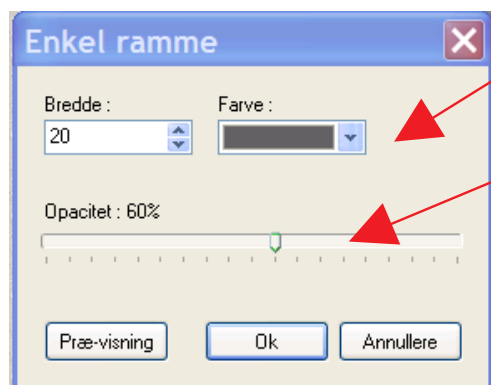 Enkel ramme
Bredde : Farve :
20
Opacitet : 60%
Præ-visning Ok Annullere